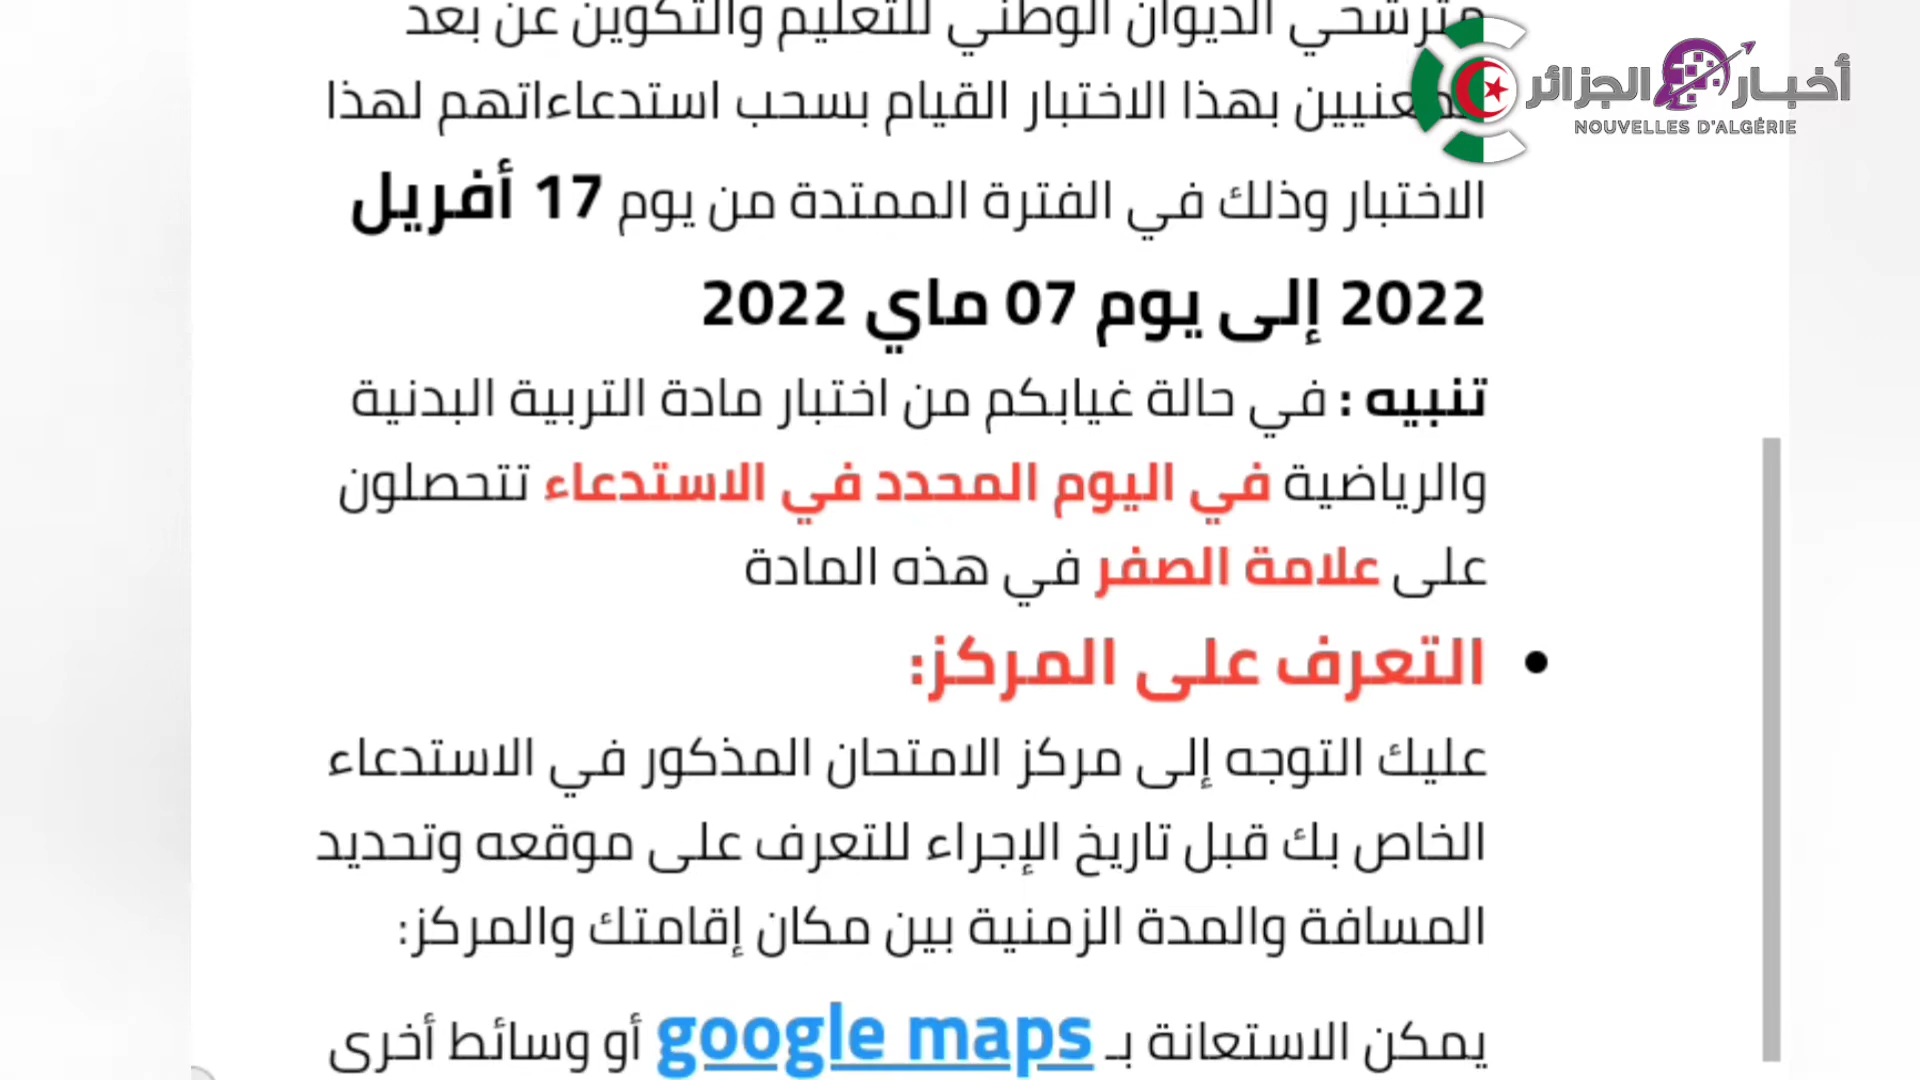 مترشحي الديوان الوطني للتعليم والتكوين عن بعد
المعنيين بهذا الاختبار القيام بسحب استدعاءاتهم لهذا
الاختبار وذلك في الفترة الممتدة من يوم 17 أفريل
2022 إلى يوم 07 ماي 2022
تنبيه : في حالة غيابكم من اختبار مادة التربية البدنية
والرياضية في اليوم المحدد في الاستدعاء تتحصلون
على علامة الصفر في هذه المادة
• التعرف على المركز:
عليك التوجه إلى مركز الامتحان المذكور في الاستدعاء
الخاص بك قبل تاريخ الإجراء للتعرف على موقعه وتحديد
المسافة والمدة الزمنية بين مكان إقامتك والمركز:
يمكن الاستعانة بـ google maps أو وسائط أخرى
أخبار الجزائر
NOUVELLES D'ALGÉRIE